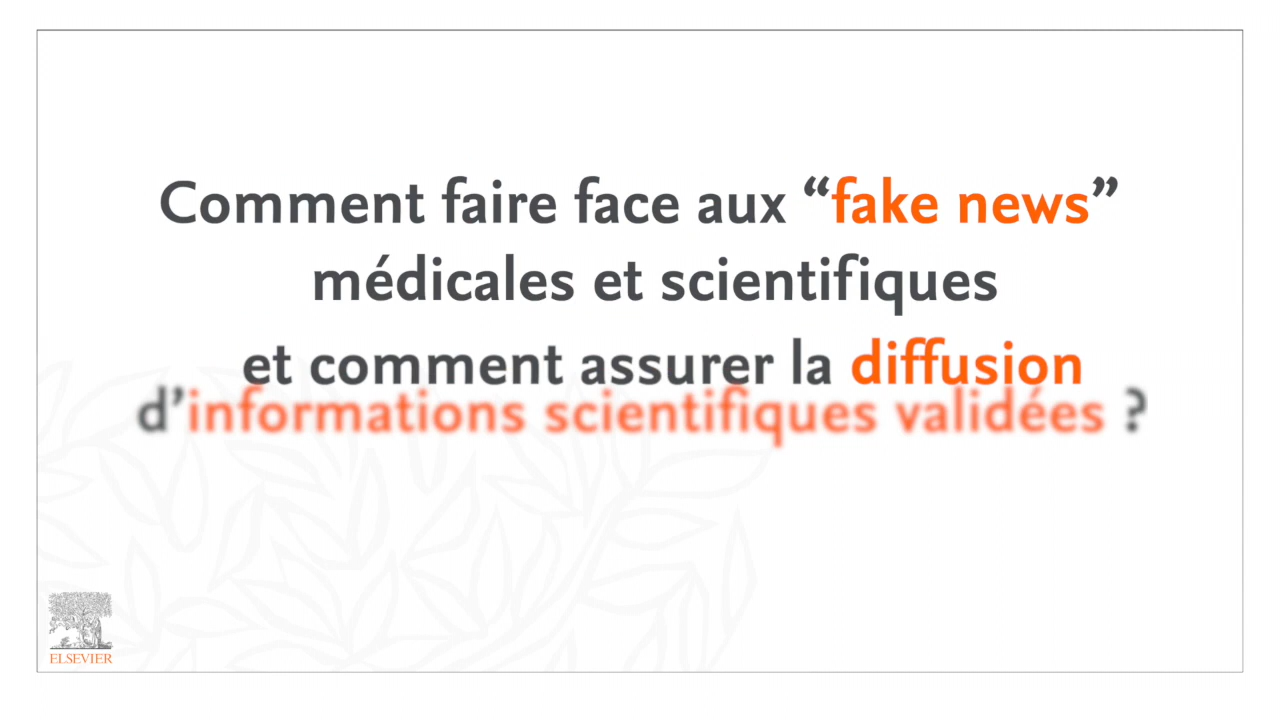 Comment faire face aux “fake news”
médicales et scientifiques
et comment assurer la diffusion
d’informations scientifiques validées ?
ELSEVIER